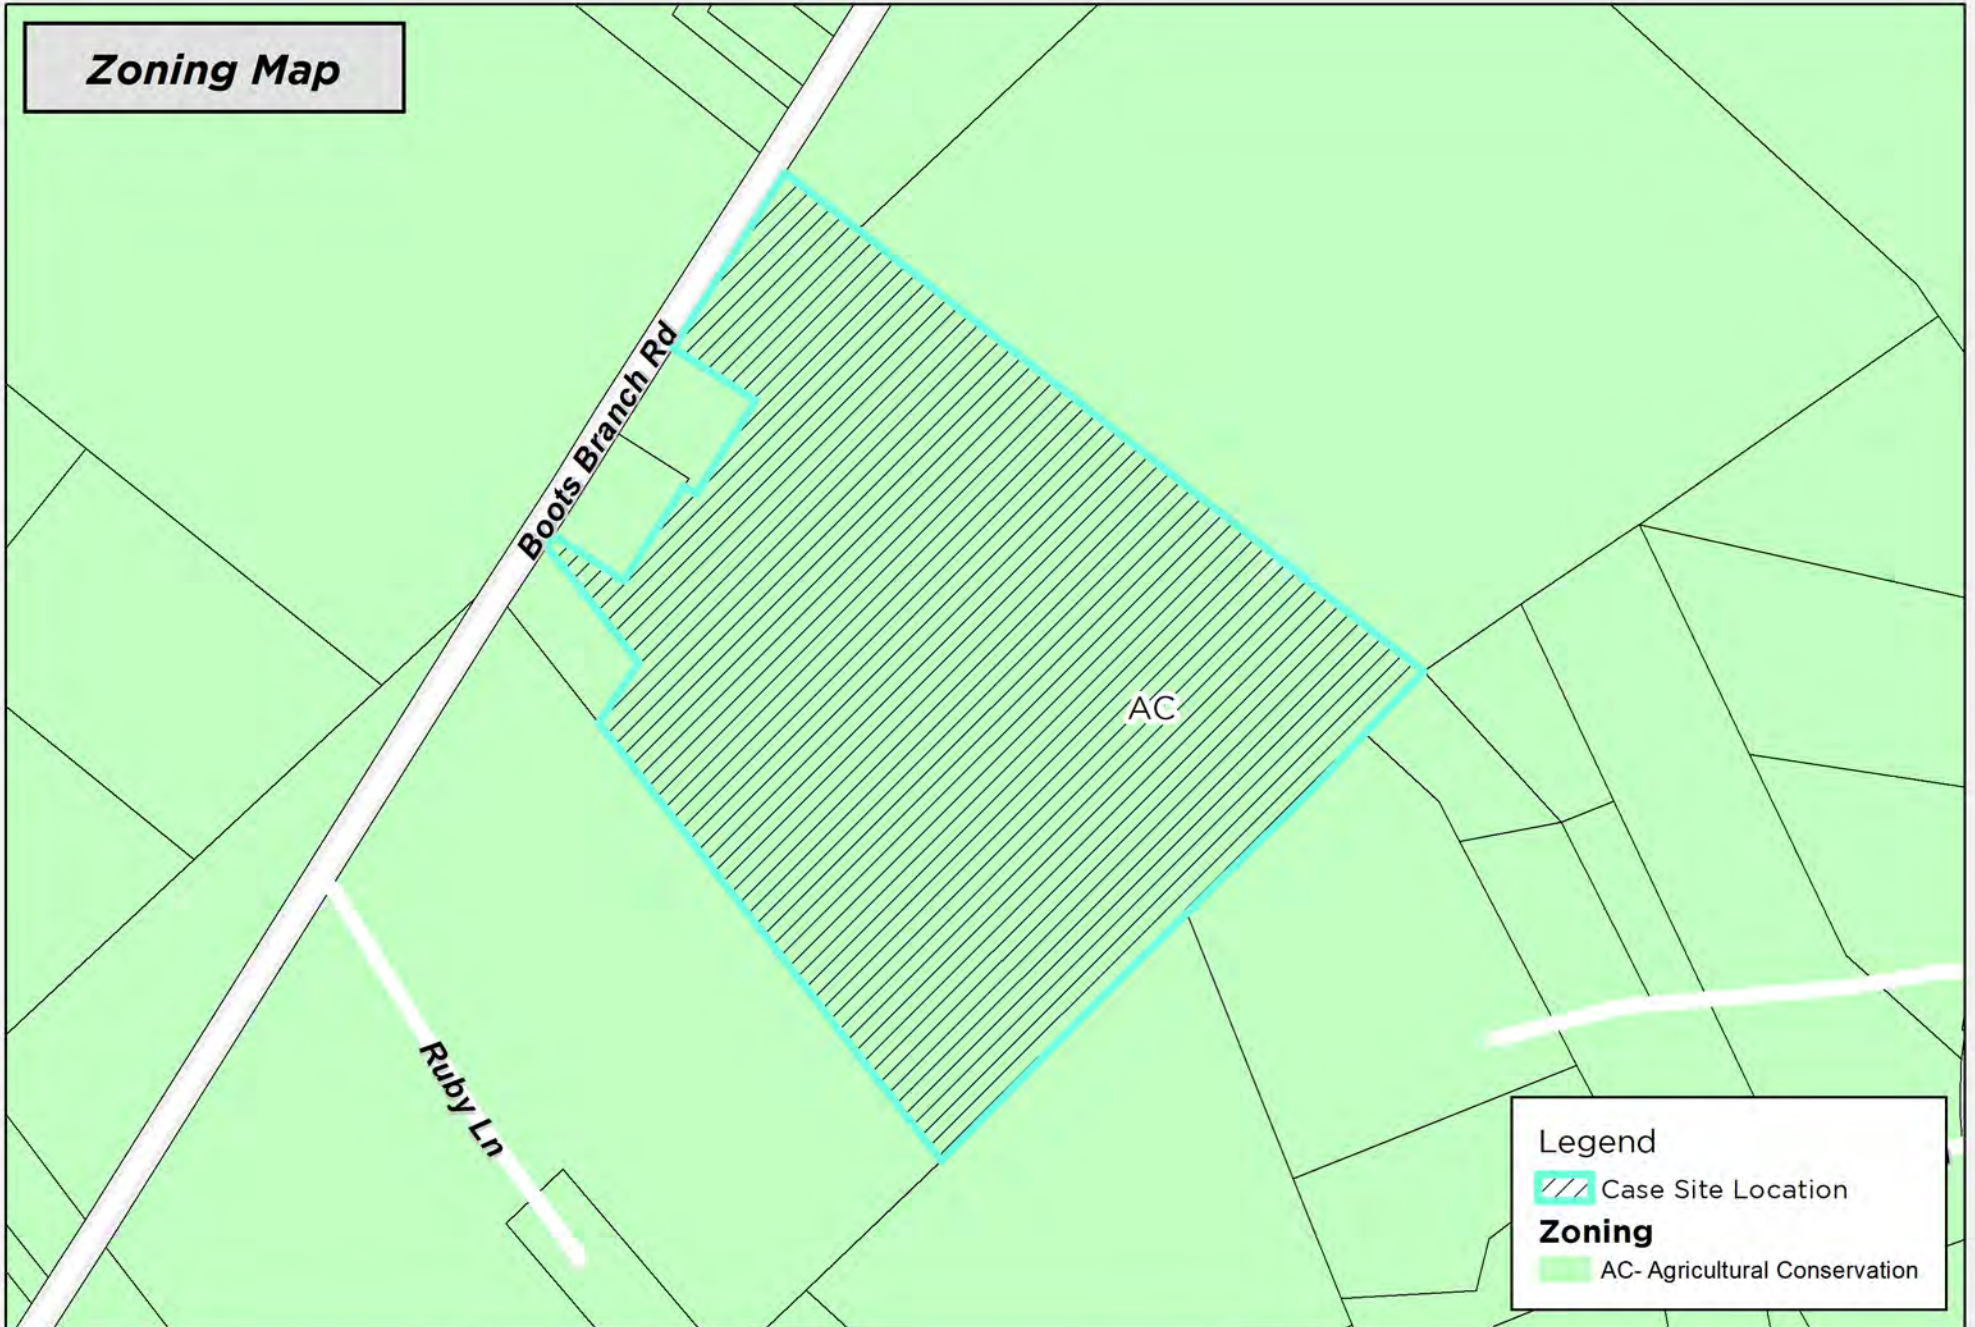 Zoning Map
Boots Branch Rd
AC
Ruby Ln
Legend
Case Site Location
Zoning
AC- Agricultural Conservation